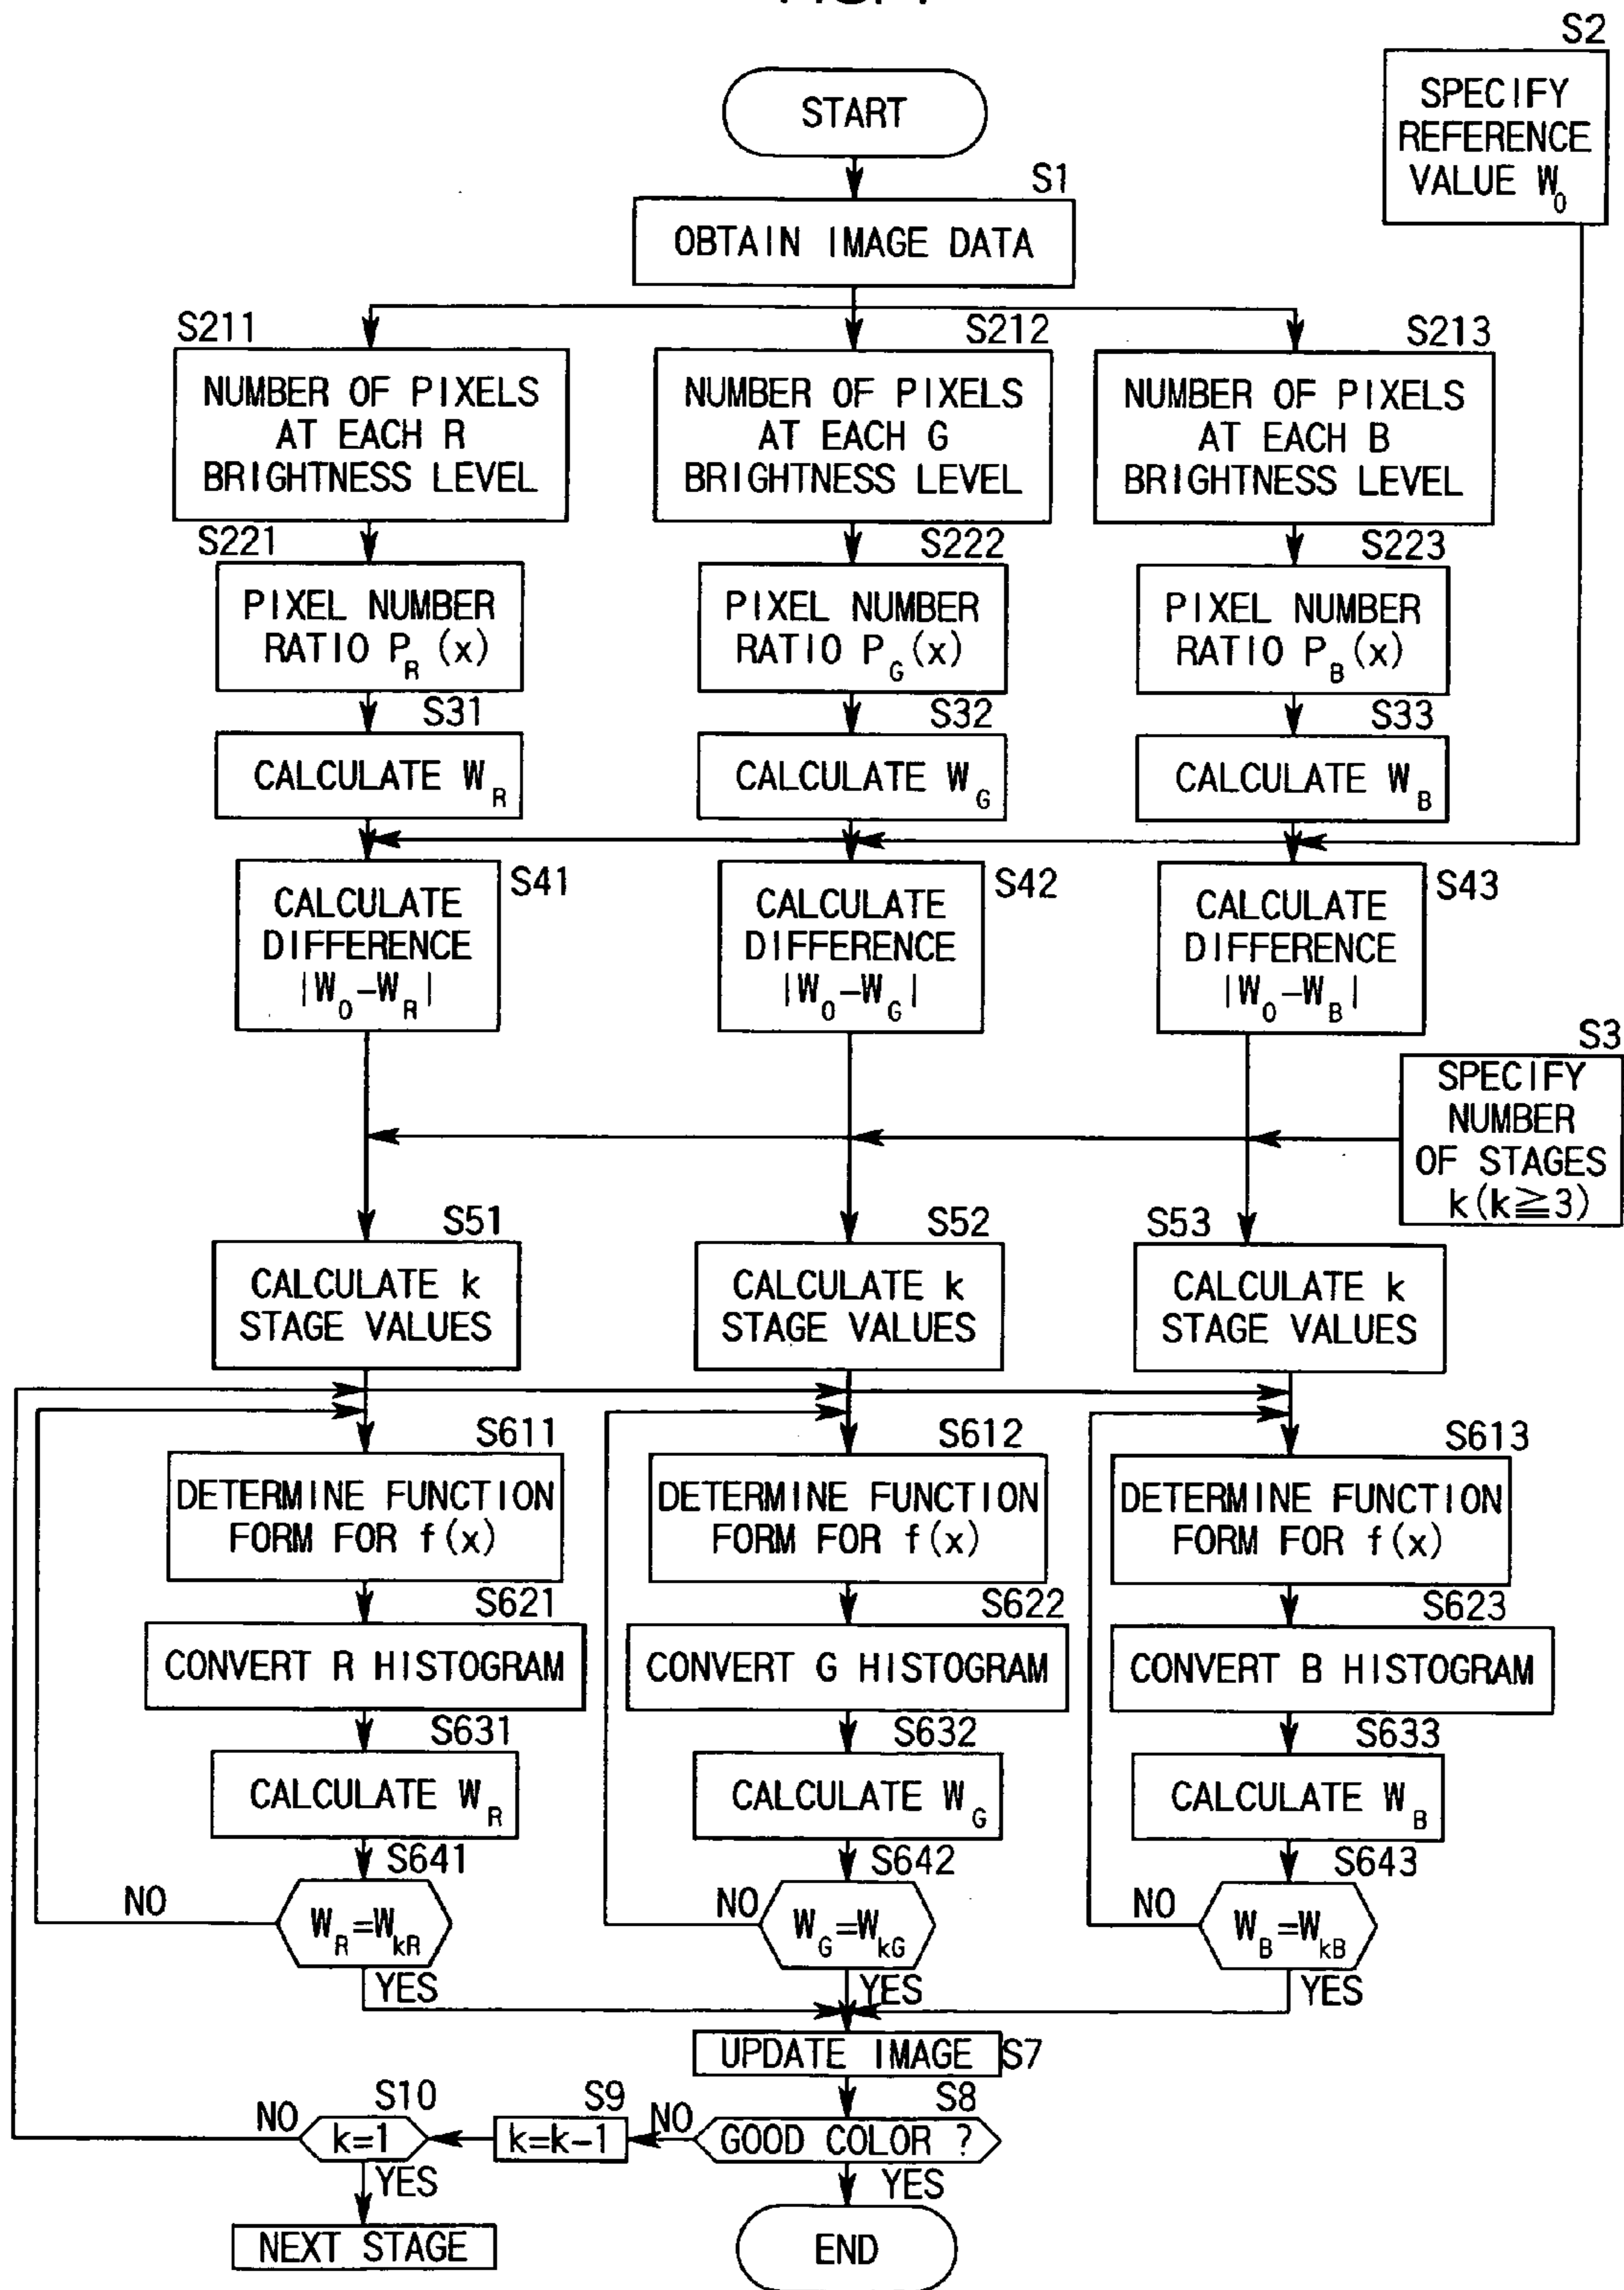 S2
SPECIFY
REFERENCE
VALUE W0
START
S1
OBTAIN IMAGE DATA
S211
NUMBER OF PIXELS
AT EACH R
BRIGHTNESS LEVEL
S212
NUMBER OF PIXELS
AT EACH G
BRIGHTNESS LEVEL
S213
NUMBER OF PIXELS
AT EACH B
BRIGHTNESS LEVEL
S221
PIXEL NUMBER
RATIO PR (x)
S222
PIXEL NUMBER
RATIO PG (x)
S223
PIXEL NUMBER
RATIO PB (x)
S31
CALCULATE WR
S32
CALCULATE WG
S33
CALCULATE WB
S41
CALCULATE
DIFFERENCE
|W0-WR|
S42
CALCULATE
DIFFERENCE
|W0-WG|
S43
CALCULATE
DIFFERENCE
|W0-WB|
S3
SPECIFY
NUMBER
OF STAGES
k(k≧3)
S51
CALCULATE k
STAGE VALUES
S52
CALCULATE k
STAGE VALUES
S53
CALCULATE k
STAGE VALUES
S611
DETERMINE FUNCTION
FORM FOR f(x)
S612
DETERMINE FUNCTION
FORM FOR f(x)
S613
DETERMINE FUNCTION
FORM FOR f(x)
S621
CONVERT R HISTOGRAM
S622
CONVERT G HISTOGRAM
S623
CONVERT B HISTOGRAM
S631
CALCULATE WR
S632
CALCULATE WG
S633
CALCULATE WB
S641
NO
WR=WkR
YES
S642
NO
WG=WkG
YES
S643
NO
WB=WkB
YES
UPDATE IMAGE
S7
S8
GOOD COLOR ?
NO
YES
S9
k=k-1
S10
NO
k=1
YES
NEXT STAGE
END